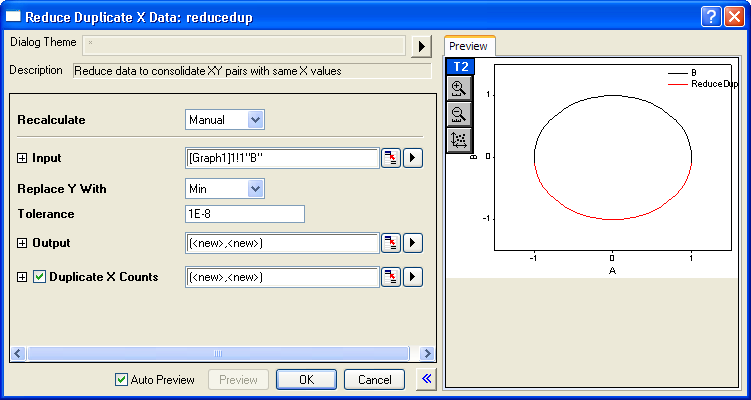 Reduce Duplicate X Data: reducedup
Dialog Theme *
Description Reduce data to consolidate XY pairs with same X values
Recalculate Manual
Input [Graph1]1!1"B"
Replace Y With Min
Tolerance 1E-8
Output (<new>,<new>)
Duplicate X Counts (<new>,<new>)
Auto Preview Preview OK Cancel
Preview
T2
B
ReduceDup
1
0
-1
B
-1 0 1
A